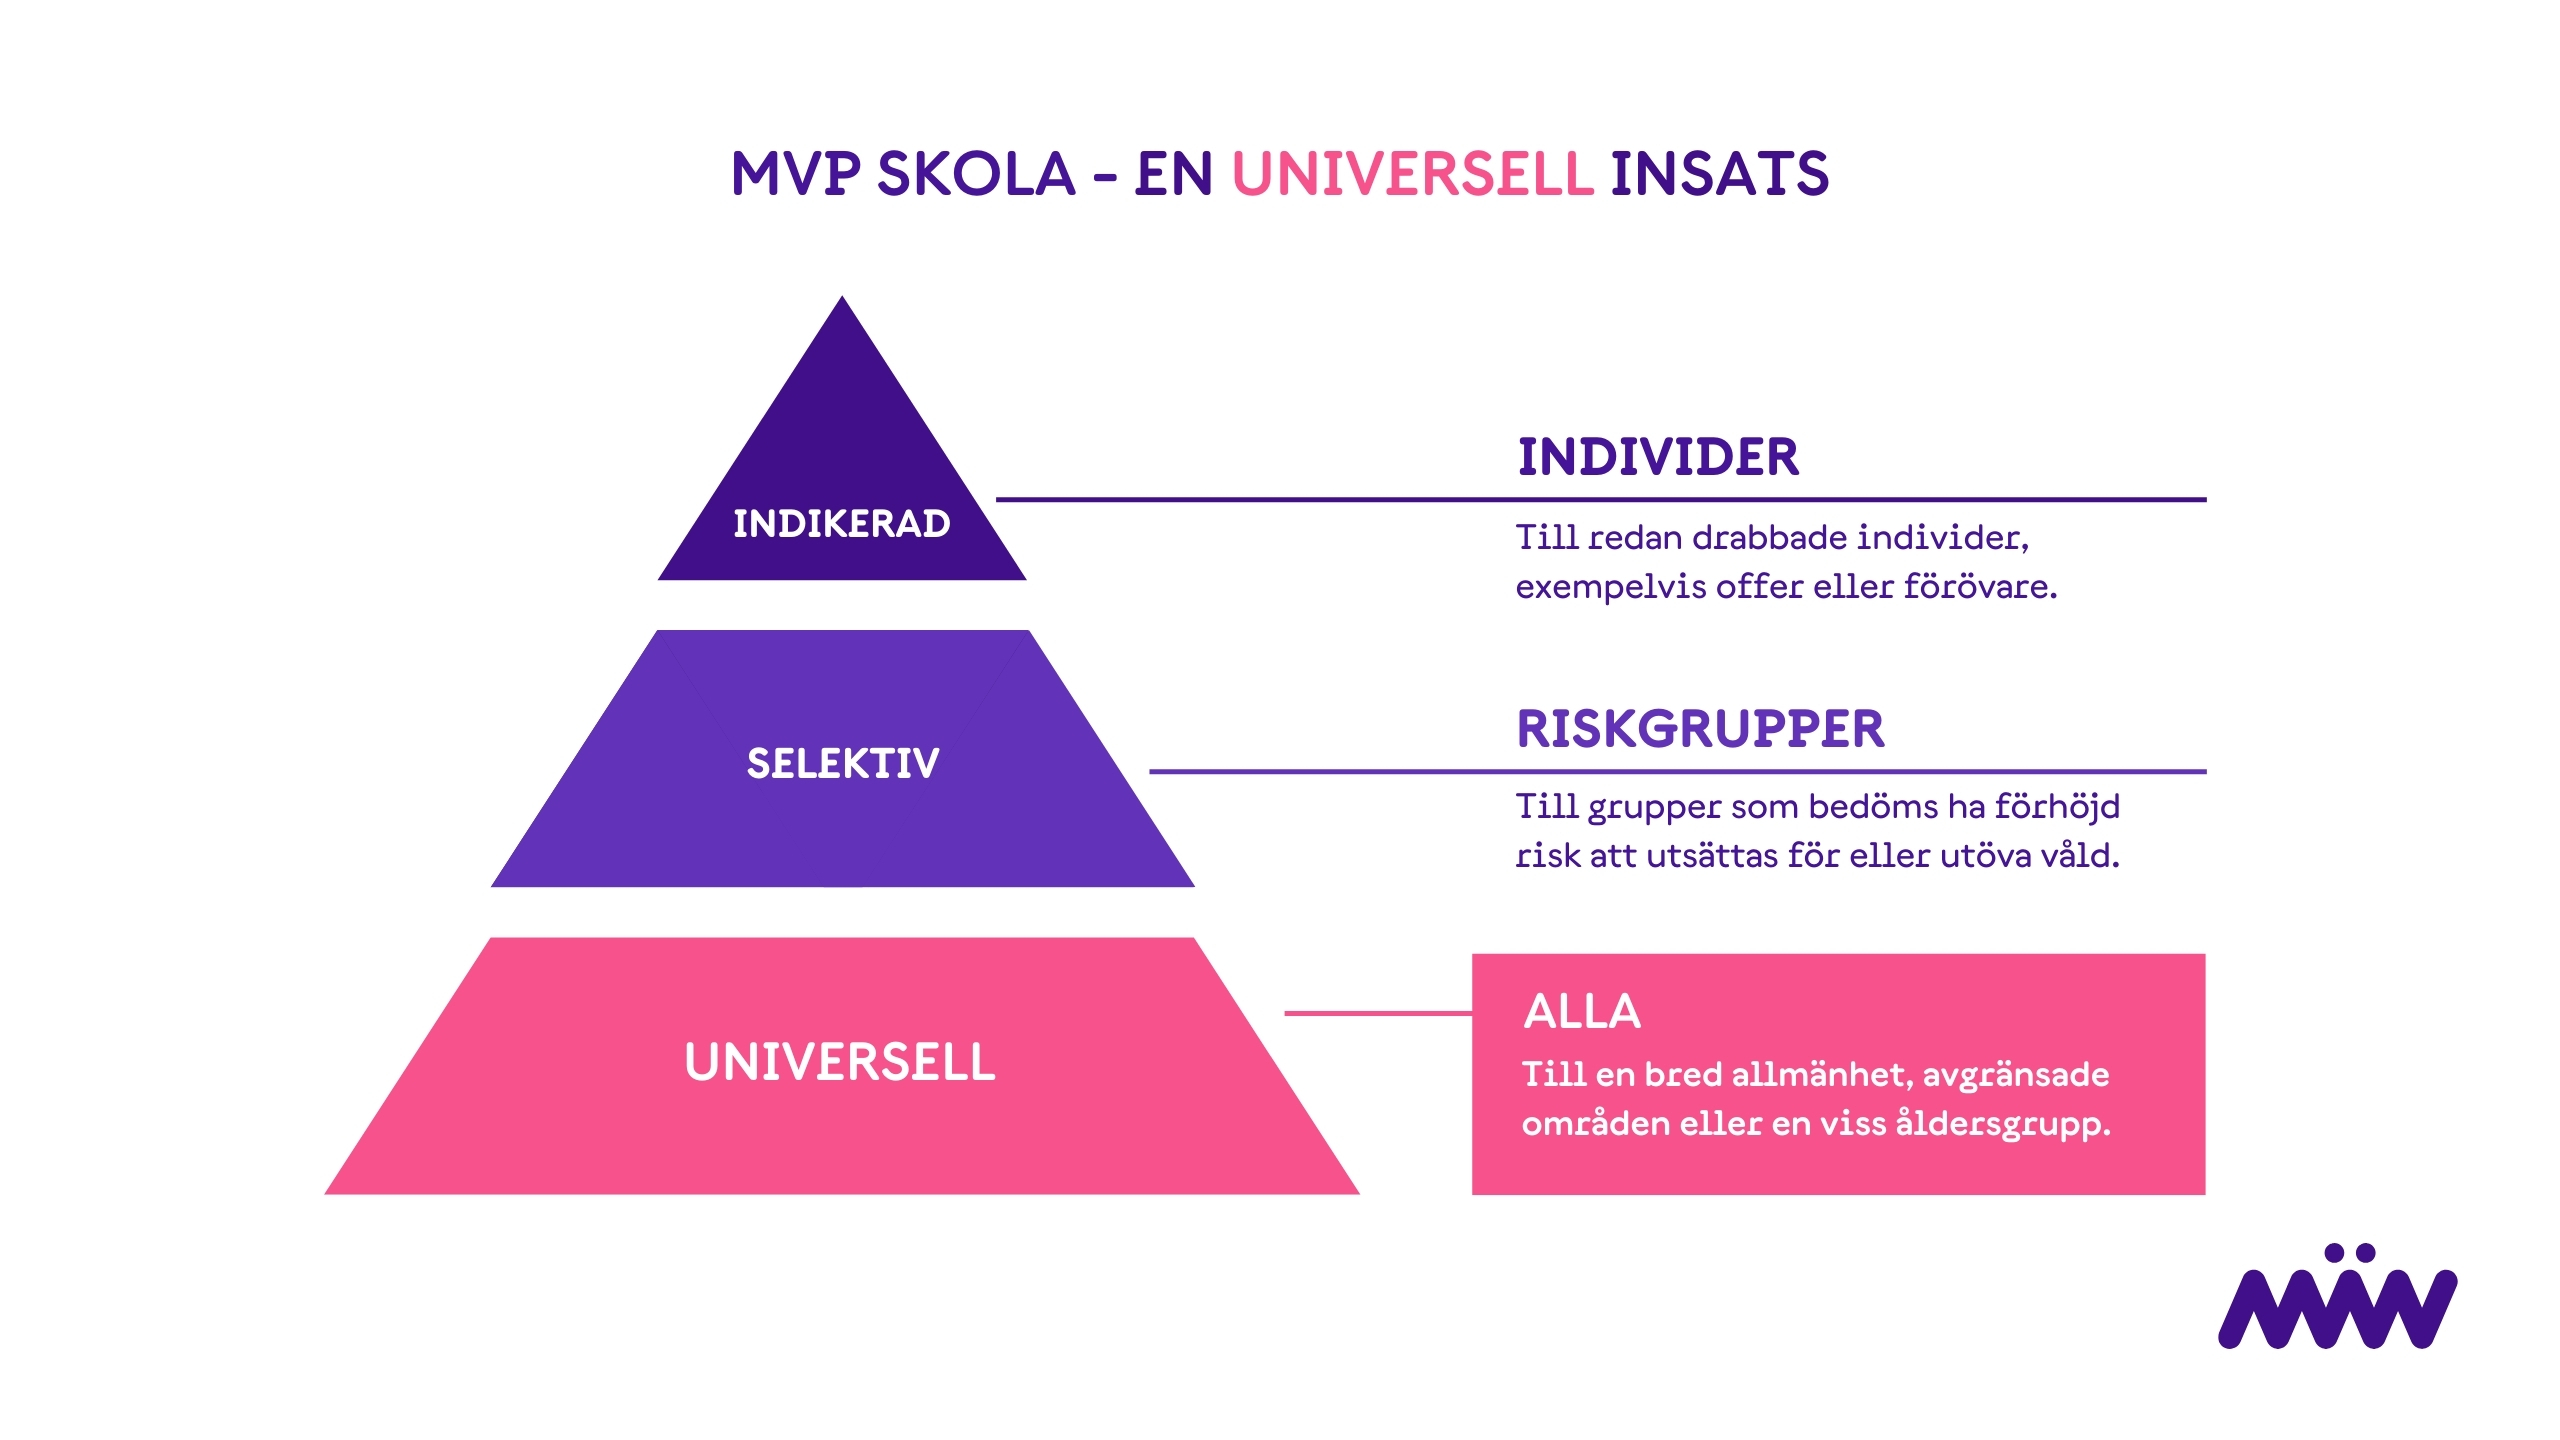 MVP SKOLA - EN UNIVERSELL INSATS
INDIKERAD
INDIVIDER
Till redan drabbade individer,
exempelvis offer eller förövare.
SELEKTIV
RISKGRUPPER
Till grupper som bedöms ha förhöjd
risk att utsättas för eller utöva våld.
UNIVERSELL
ALLA
Till en bred allmänhet, avgränsade
områden eller en viss åldersgrupp.
MÄN